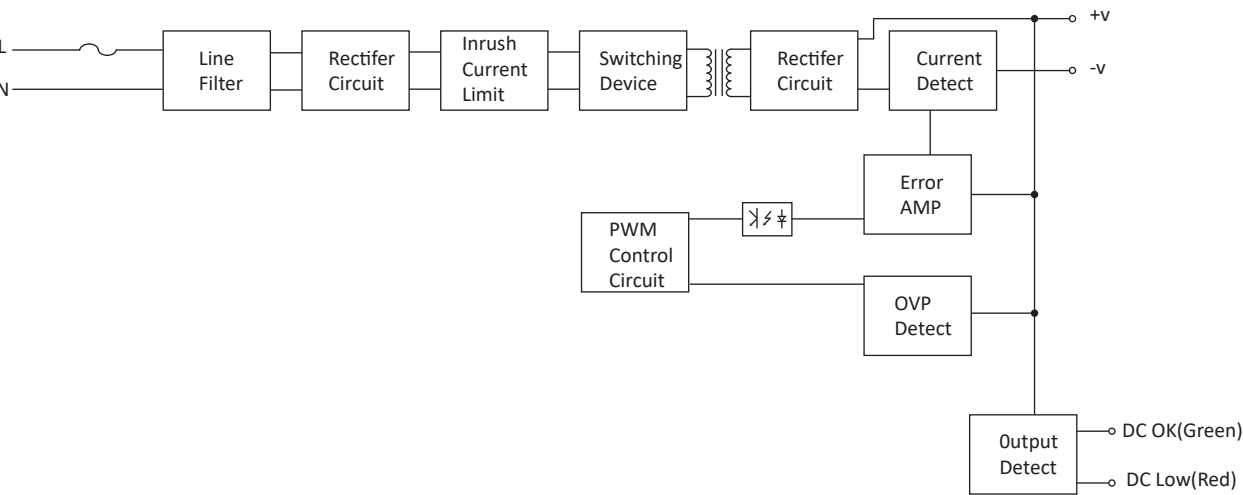 L
N
Line
Filter
Rectifer
Circuit
Inrush
Current
Limit
Switching
Device
Rectifer
Circuit
Current
Detect
+v
-v
Error
AMP
PWM
Control
Circuit
OVP
Detect
0utput
Detect
DC OK(Green)
DC Low(Red)